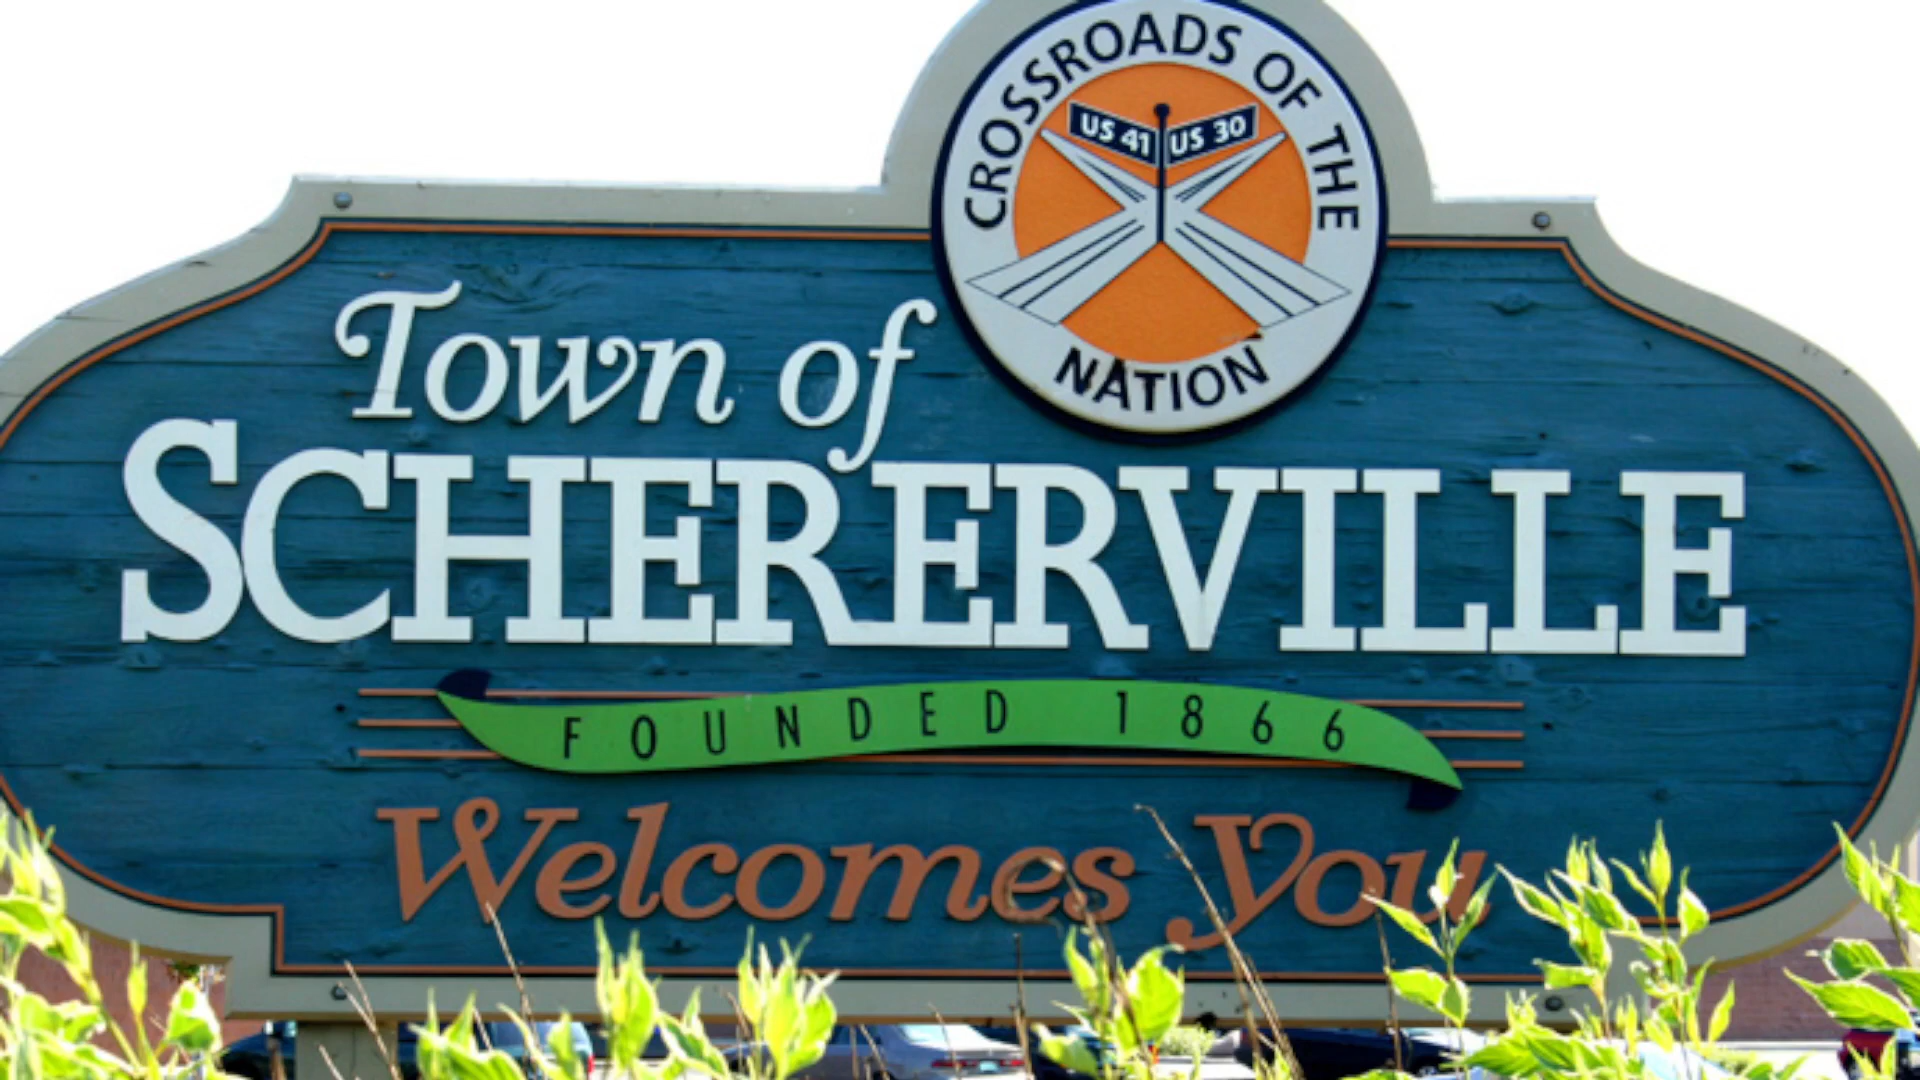 CROSSROADS OF THE
NATION
US 41 US 30
Town of
SCHERERVILLE
FOUNDED 1866
Welcomes You